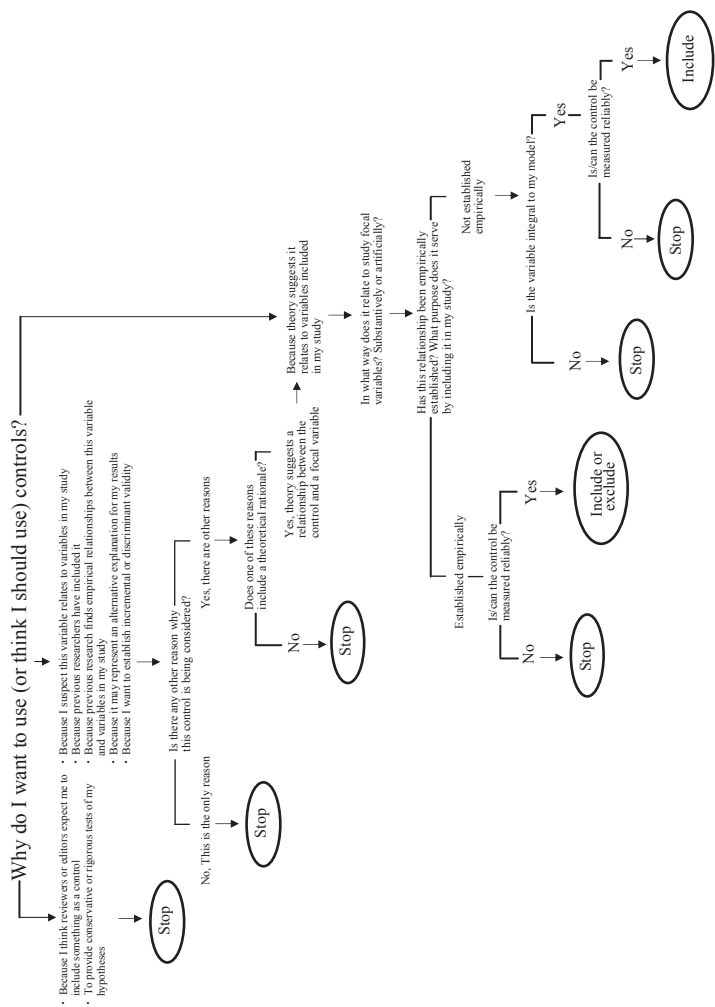 Why do I want to use (or think I should use) controls?
· Because I think reviewers or editors expect me to
include something as a control
· To provide conservative or rigorous tests of my
hypotheses
Stop
· Because I suspect this variable relates to variables in my study
· Because previous researchers have included it
· Because previous research finds empirical relationships between this variable
and variables in my study
· Because it may represent an alternative explanation for my results
· Because I want to establish incremental or discriminant validity
Is there any other reason why
this control is being considered?
No, This is the only reason
Stop
Yes, there are other reasons
Does one of these reasons
include a theoretical rationale?
No
Stop
Yes, theory suggests a
relationship between the
control and a focal variable
Because theory suggests it
relates to variables included
in my study
In what way does it relate to study focal
variables? Substantively or artificially?
Has this relationship been empirically
established? What purpose does it serve
by including it in my study?
Established empirically
Is/can the control be
measured reliably?
No
Stop
Yes
Include or
exclude
Not established
empirically
Is the variable integral to my model?
No
Stop
Yes
Is/can the control be
measured reliably?
No
Stop
Yes
Include